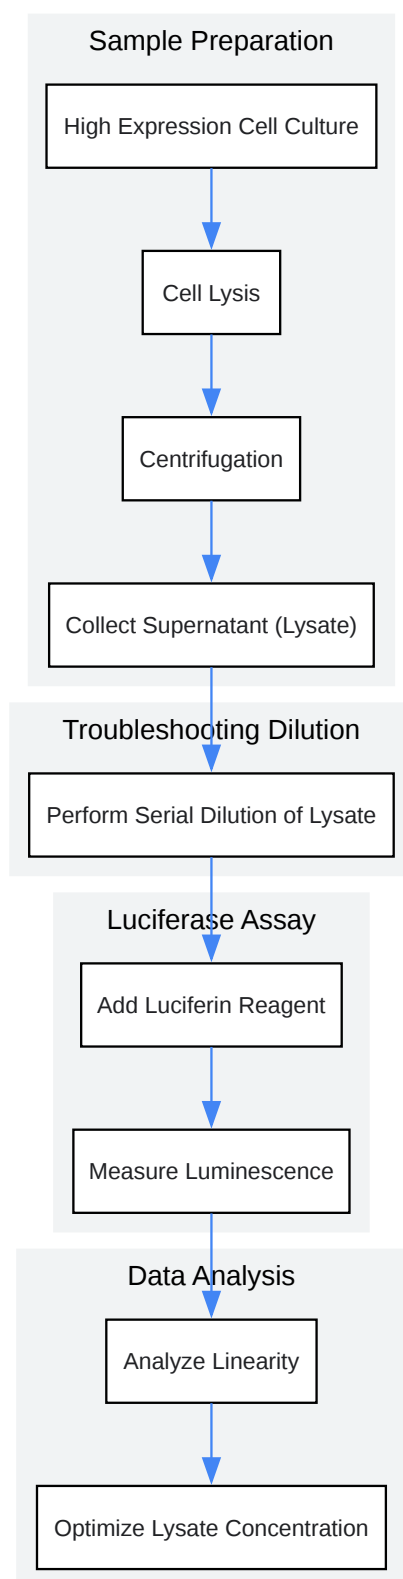 Sample Preparation
High Expression Cell Culture
Cell Lysis
Centrifugation
Collect Supernatant (Lysate)
Troubleshooting Dilution
Perform Serial Dilution of Lysate
Luciferase Assay
Add Luciferin Reagent
Measure Luminescence
Data Analysis
Analyze Linearity
Optimize Lysate Concentration